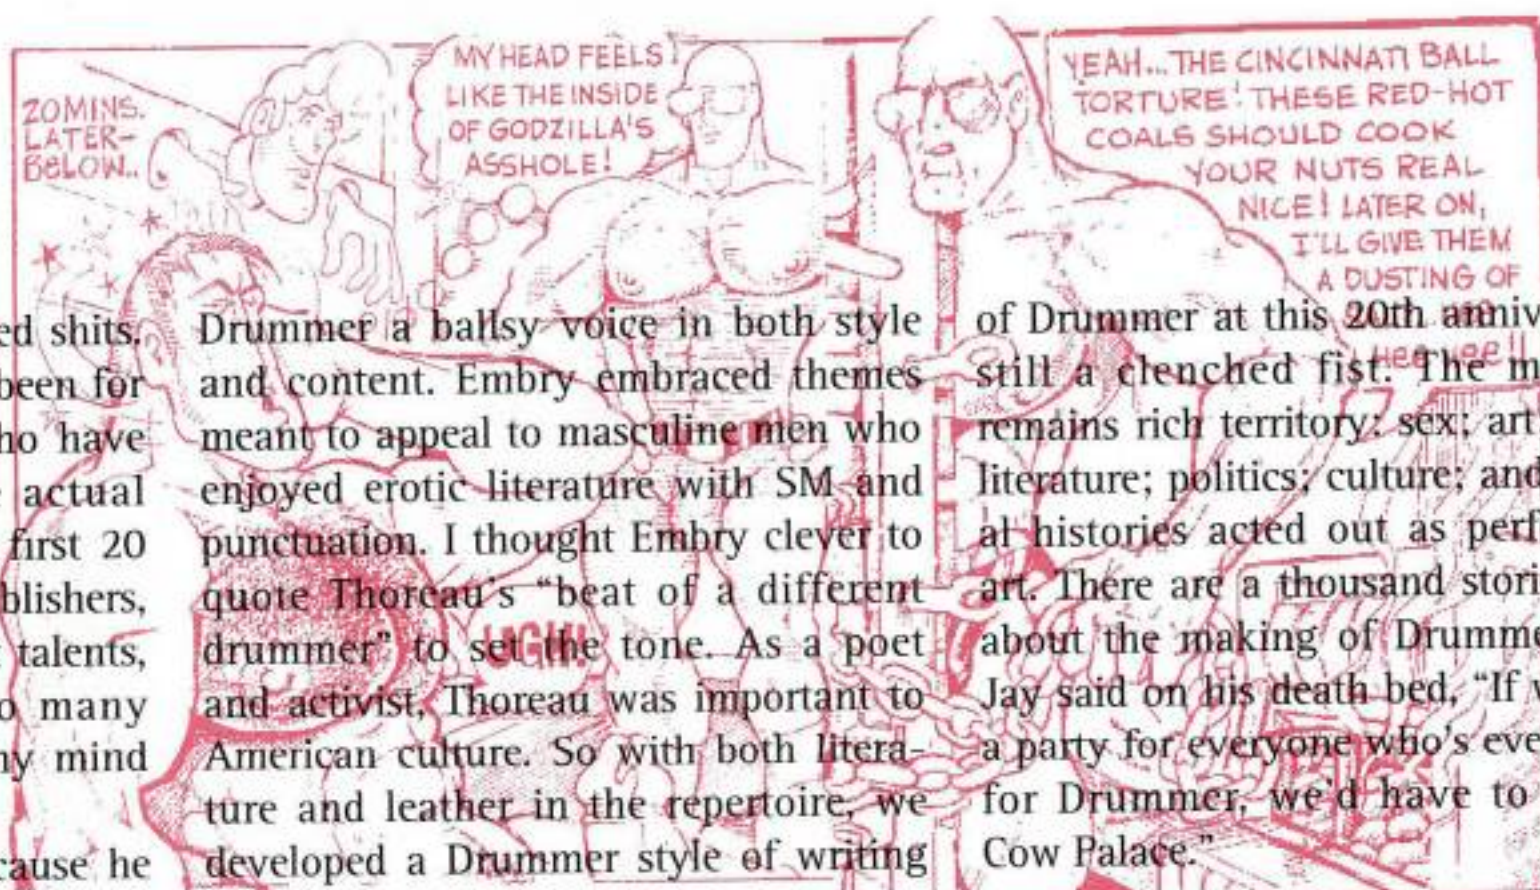 20 MINS.
LATER-
BELOW..
MY HEAD FEELS
LIKE THE INSIDE
OF GODZILLA'S
ASSHOLE!
YEAH...THE CINCINNATI BALL
TORTURE! THESE RED-HOT
COALS SHOULD COOK
YOUR NUTS REAL
NICE! LATER ON,
I'LL GIVE THEM
A DUSTING OF
UGH!
ed shits.
been for
ho have
actual
first 20
blishers,
talents,
o many
ny mind
cause he
Drummer a ballsy voice in both style
and content. Embry embraced themes
meant to appeal to masculine men who
enjoyed erotic literature with SM and
punctuation. I thought Embry clever to
quote Thoreau's "beat of a different
drummer" to set the tone. As a poet
and activist, Thoreau was important to
American culture. So with both litera-
ture and leather in the repertoire, we
developed a Drummer style of writing
of Drummer at this 20th anniv
still a clenched fist. The m
remains rich territory: sex; art
literature; politics; culture; and
al histories acted out as perf
art. There are a thousand stori
about the making of Drumm
Jay said on his death bed, "If
a party for everyone who's eve
for Drummer, we'd have to
Cow Palace."